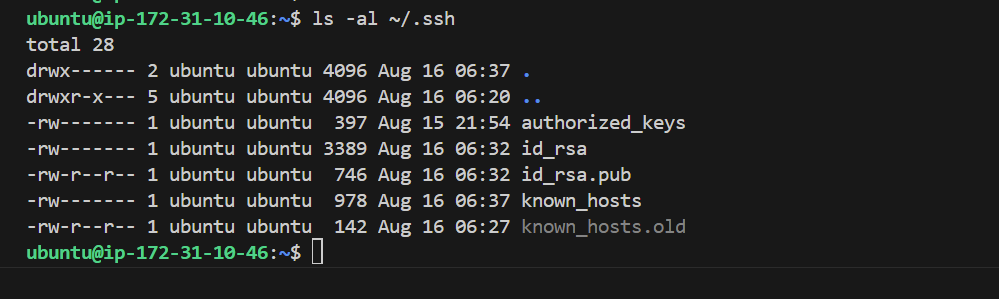 ubuntu@ip-172-31-10-46:~$ ls -al ~/.ssh
total 28
drwx------ 2 ubuntu ubuntu 4096 Aug 16 06:37 .
drwxr-x--- 5 ubuntu ubuntu 4096 Aug 16 06:20 ..
-rw------- 1 ubuntu ubuntu  397 Aug 15 21:54 authorized_keys
-rw------- 1 ubuntu ubuntu 3389 Aug 16 06:32 id_rsa
-rw-r--r-- 1 ubuntu ubuntu  746 Aug 16 06:32 id_rsa.pub
-rw------- 1 ubuntu ubuntu  978 Aug 16 06:37 known_hosts
-rw-r--r-- 1 ubuntu ubuntu  142 Aug 16 06:27 known_hosts.old
ubuntu@ip-172-31-10-46:~$